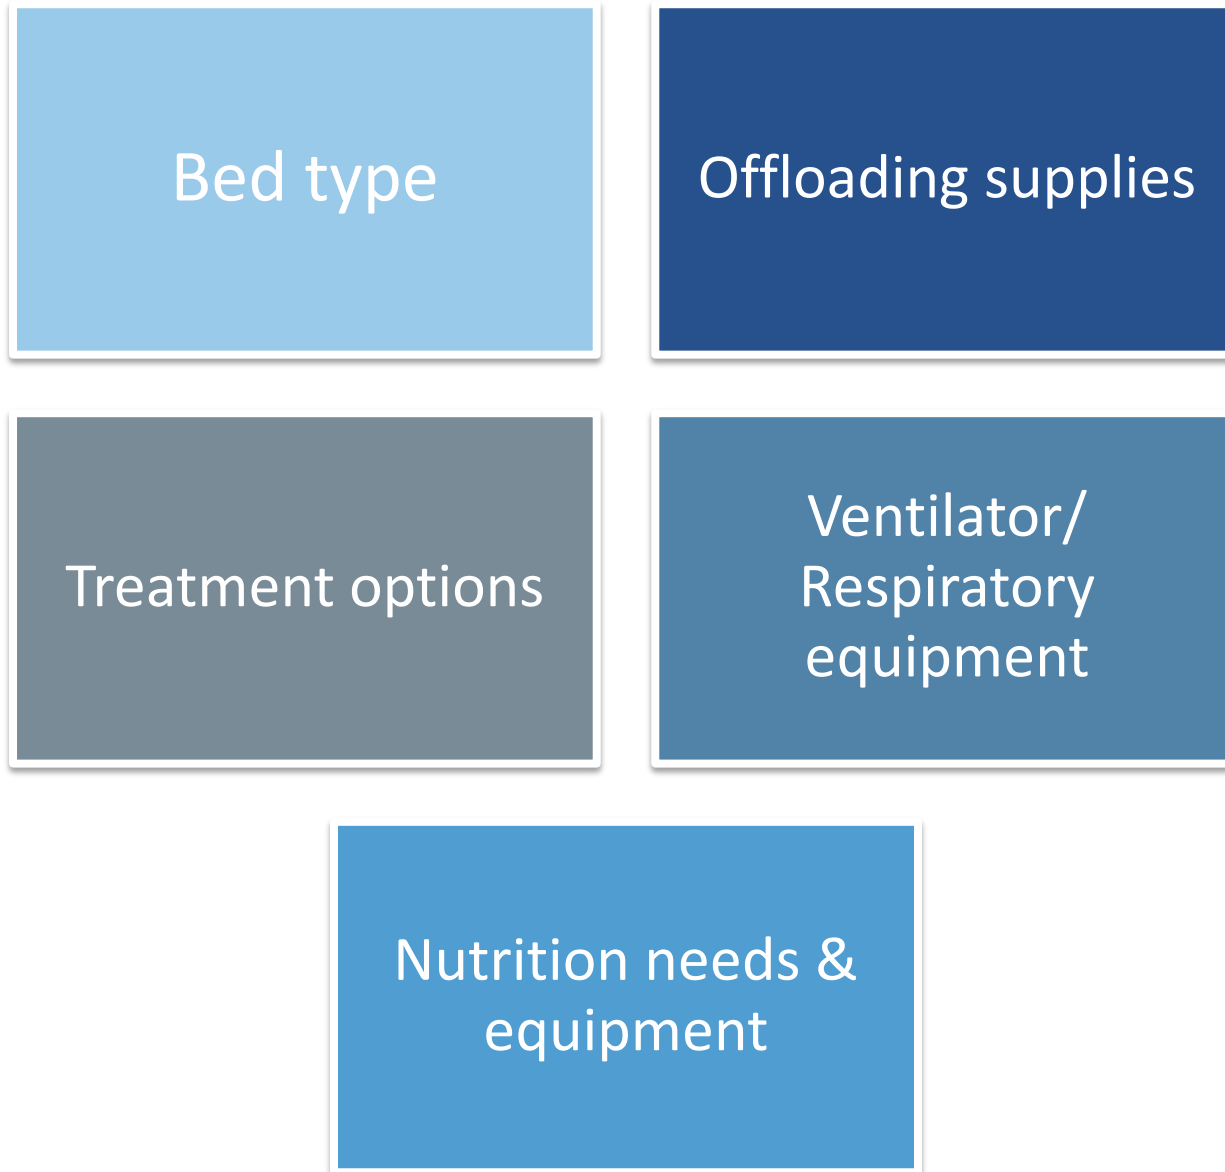 Bed type
Offloading supplies
Treatment options
Ventilator/
Respiratory
equipment
Nutrition needs &
equipment